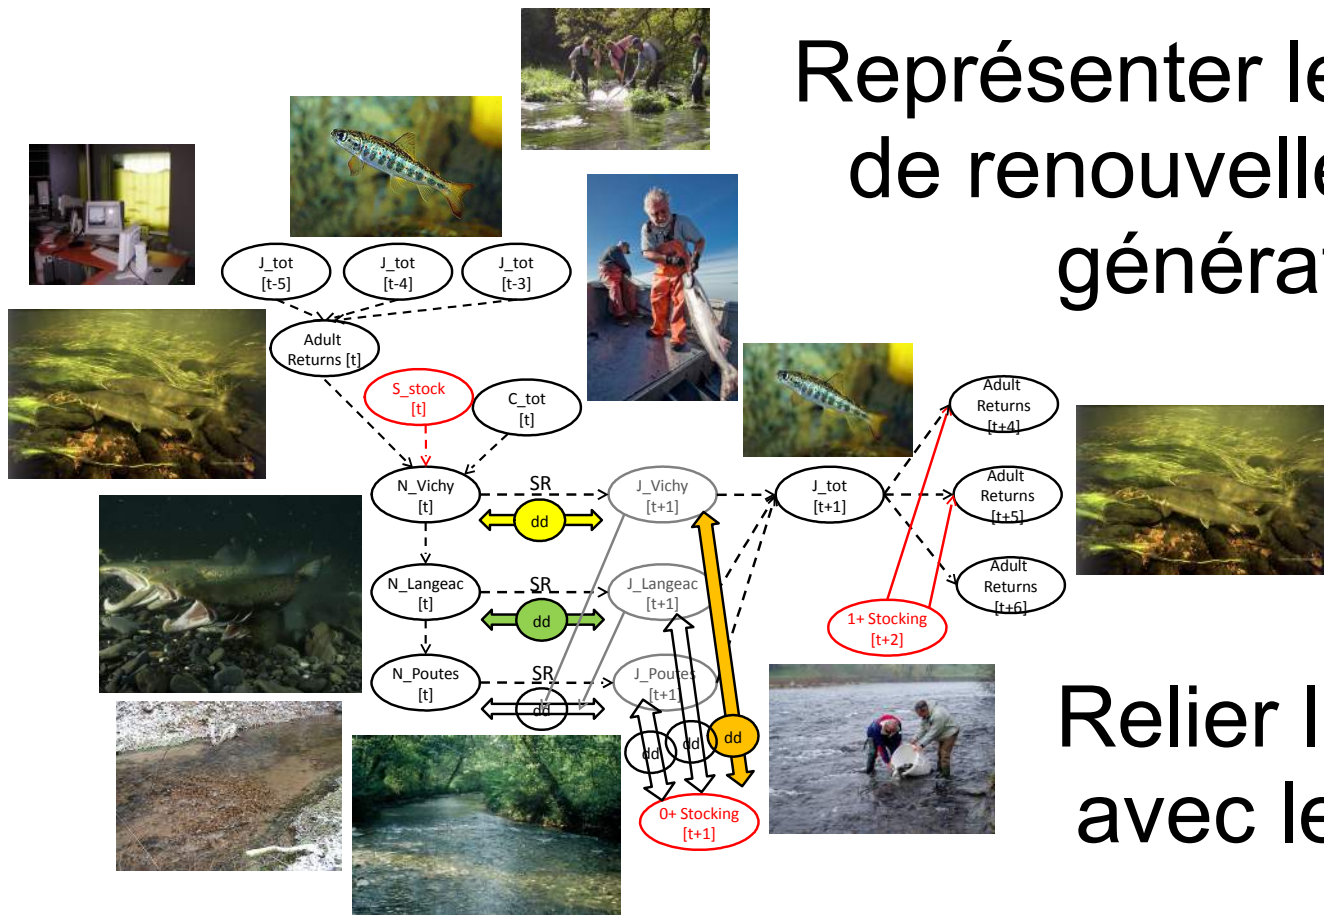 Représenter le
de renouvelle
générat
J_tot
[t-5]
J_tot
[t-4]
J_tot
[t-3]
Adult
Returns [t]
S_stock
[t]
C_tot
[t]
Adult
Returns
[t+4]
N_Vichy
[t]
SR
dd
J_Vichy
[t+1]
J_tot
[t+1]
Adult
Returns
[t+5]
N_Langeac
[t]
SR
dd
J_Langeac
[t+1]
Adult
Returns
[t+6]
1+ Stocking
[t+2]
N_Poutes
[t]
SR
dd
J_Poutes
[t+1]
dd
dd
dd
0+ Stocking
[t+1]
Relier l
avec le